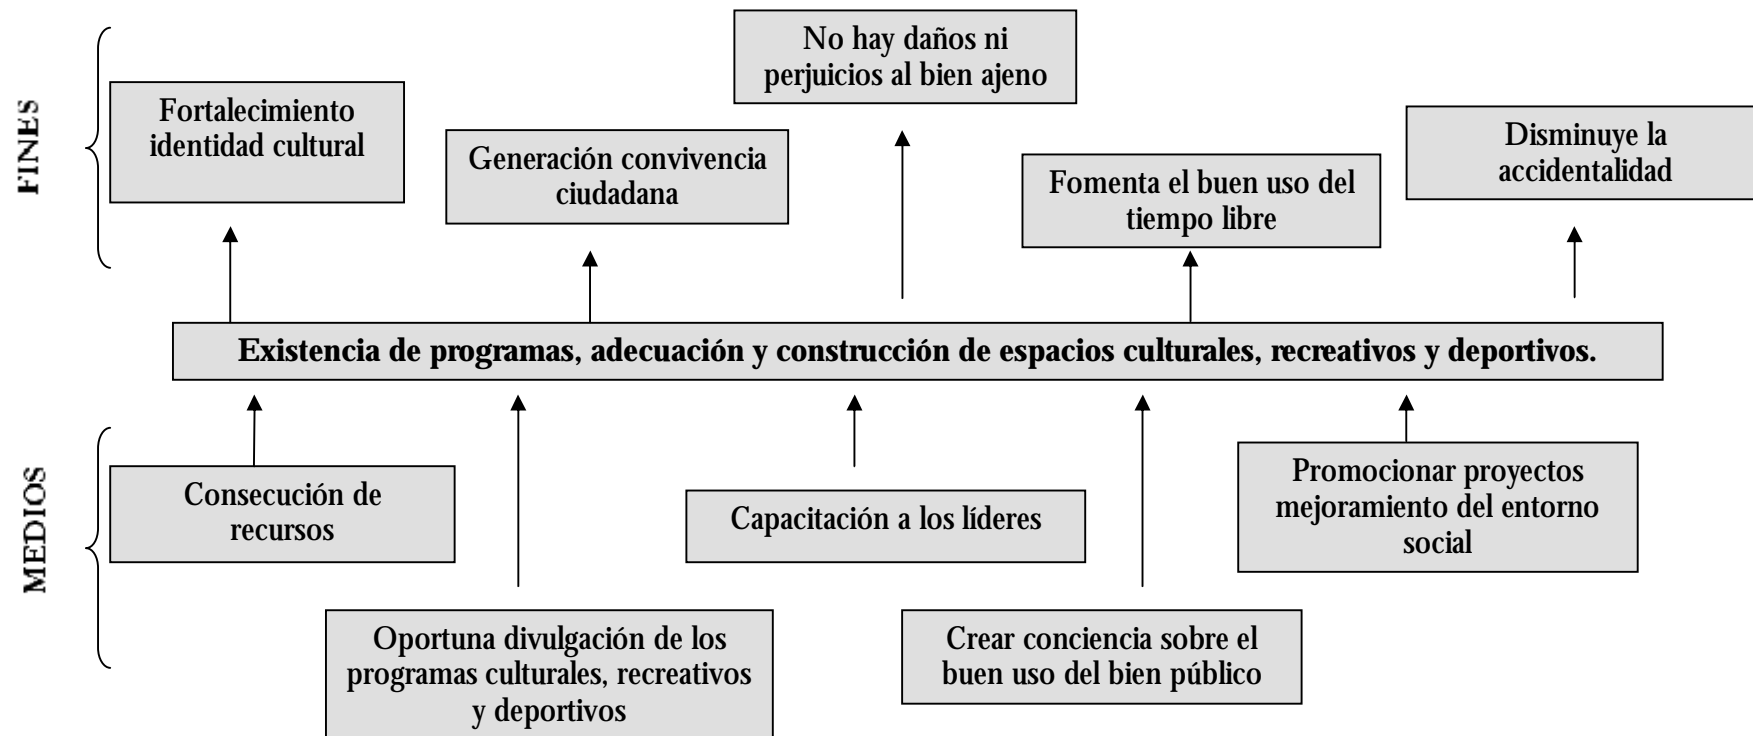 FINES
No hay daños ni
perjuicios al bien ajeno
Fortalecimiento
identidad cultural
Generación convivencia
ciudadana
Fomenta el buen uso del
tiempo libre
Disminuye la
accidentalidad
Existencia de programas, adecuación y construcción de espacios culturales, recreativos y deportivos.
MEDIOS
Consecución de
recursos
Capacitación a los líderes
Promocionar proyectos
mejoramiento del entorno
social
Oportuna divulgación de los
programas culturales, recreativos
y deportivos
Crear conciencia sobre el
buen uso del bien público